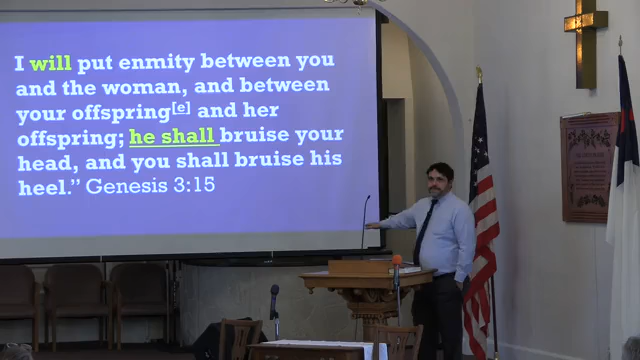 I will put enmity between you
and the woman, and between
your offspring[e] and her
offspring; he shall bruise your
head, and you shall bruise his
heel.” Genesis 3:15